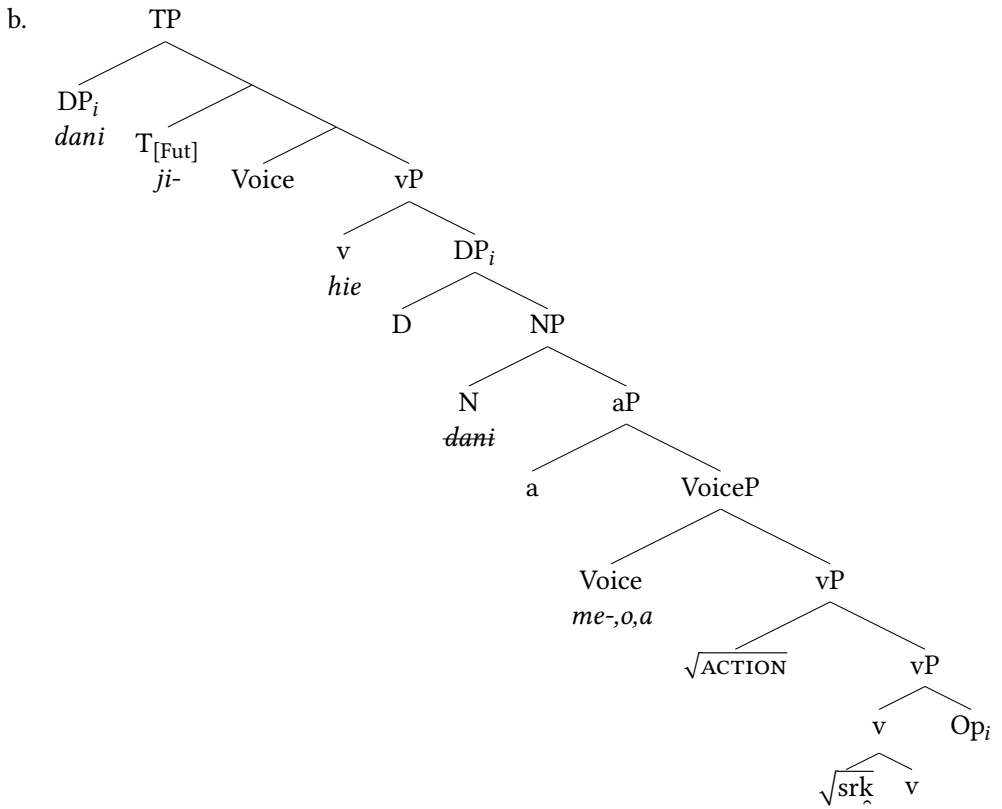 b.
TP
DPᵢ
dani
T[Fut]
ji-
Voice
vP
v
hie
DPᵢ
D
NP
N
dani
aP
a
VoiceP
Voice
me-,o,a
vP
√ACTION
vP
v
Opᵢ
√srk̯
v